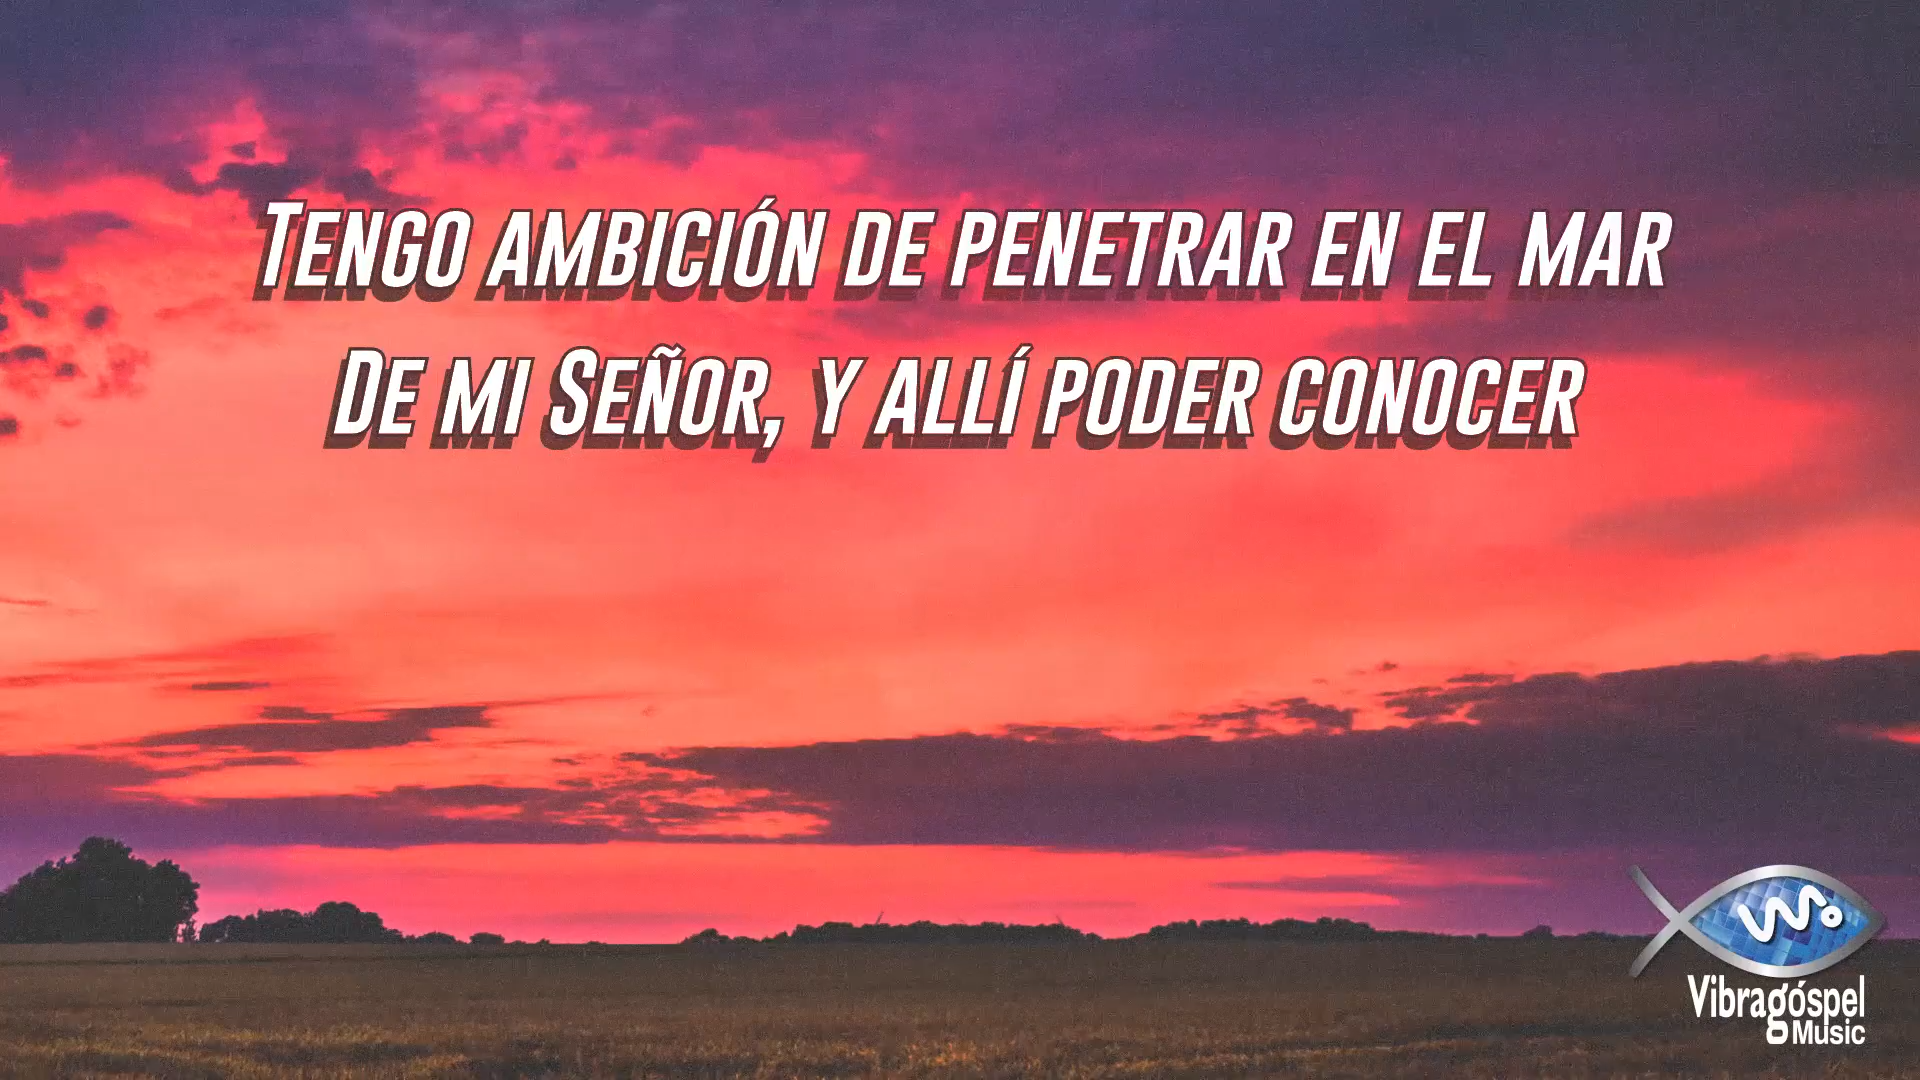 Tengo ambición de penetrar en el mar
De mi Señor, y allí poder conocer
Vibragóspel
Music